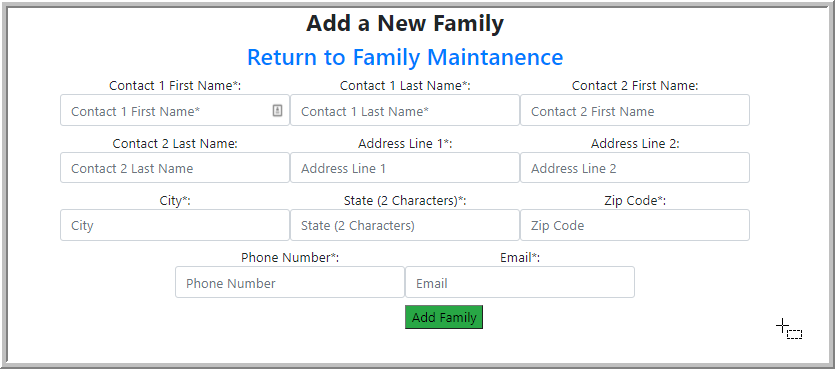 Add a New Family
Return to Family Maintanence
Contact 1 First Name*: Contact 1 Last Name*: Contact 2 First Name:
Contact 1 First Name* Contact 1 Last Name* Contact 2 First Name
Contact 2 Last Name: Address Line 1*: Address Line 2:
Contact 2 Last Name Address Line 1 Address Line 2
City*: State (2 Characters)*: Zip Code*:
City State (2 Characters) Zip Code
Phone Number*: Email*:
Phone Number Email
Add Family